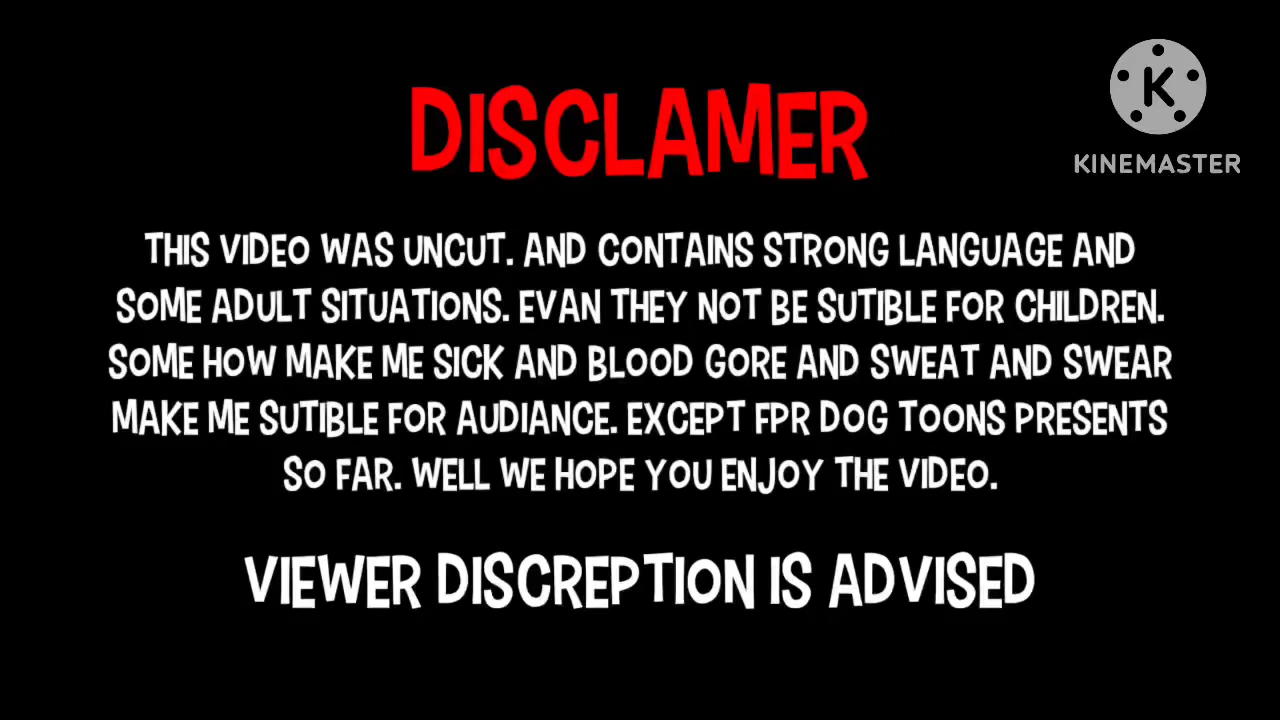 DISCLAMER
K
KINEMASTER
THIS VIDEO WAS UNCUT. AND CONTAINS STRONG LANGUAGE AND
SOME ADULT SITUATIONS. EVAN THEY NOT BE SUTIBLE FOR CHILDREN.
SOME HOW MAKE ME SICK AND BLOOD GORE AND SWEAT AND SWEAR
MAKE ME SUTIBLE FOR AUDIANCE. EXCEPT FPR DOG TOONS PRESENTS
SO FAR. WELL WE HOPE YOU ENJOY THE VIDEO.
VIEWER DISCREPTION IS ADVISED